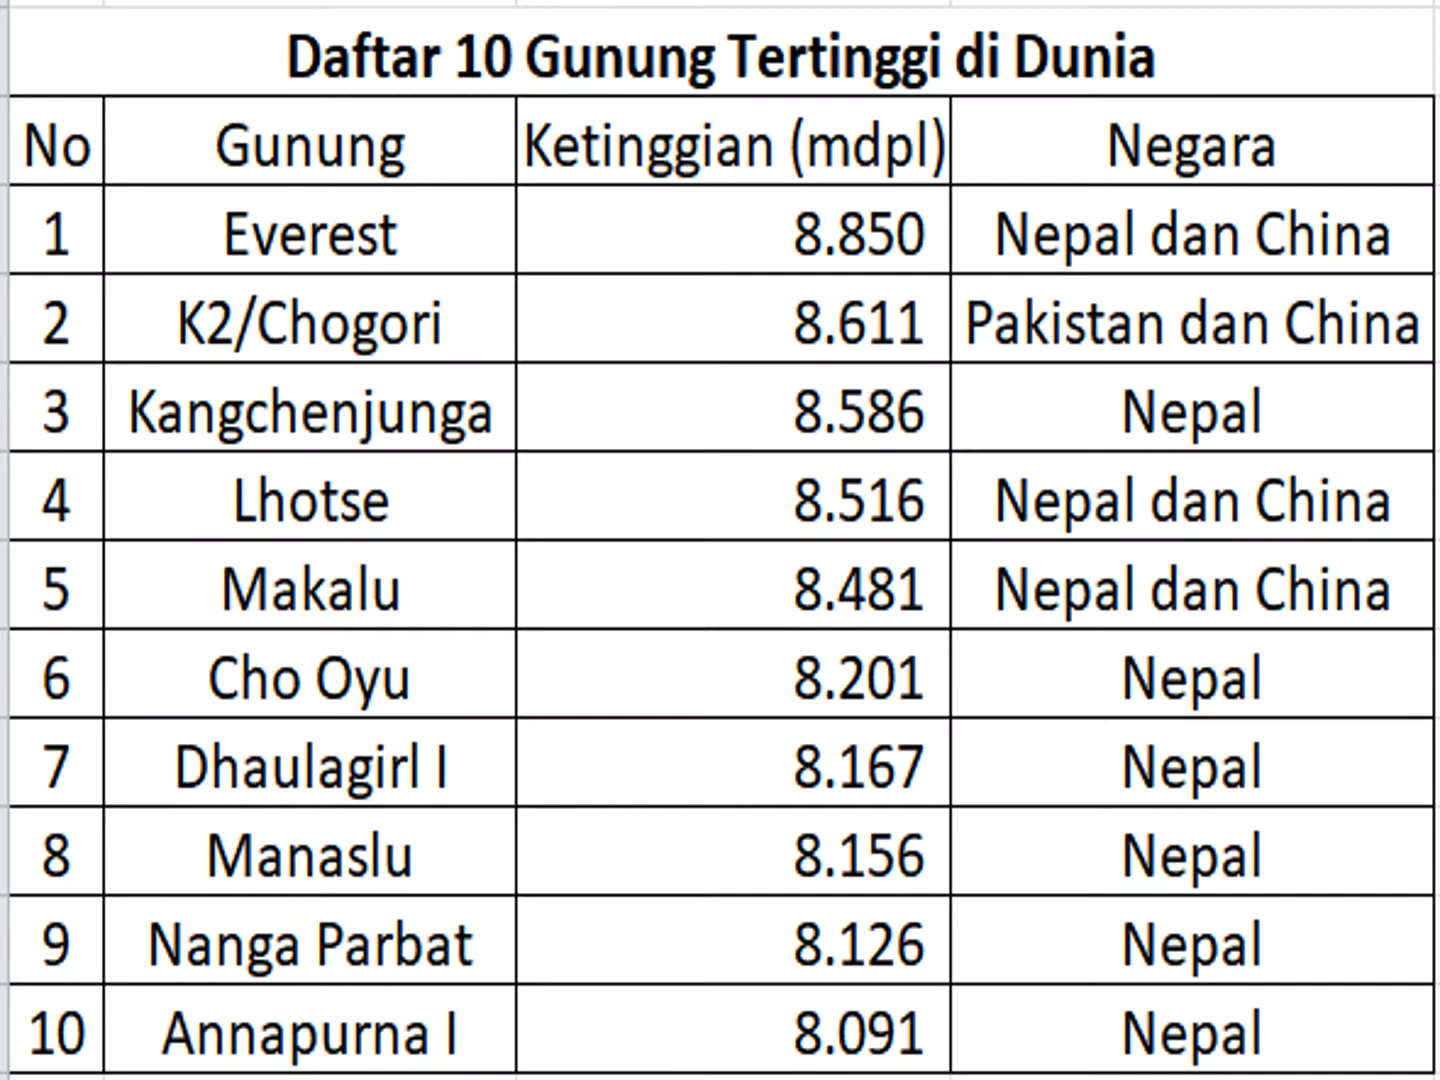 Daftar 10 Gunung Tertinggi di Dunia
No Gunung Ketinggian (mdpl) Negara
1 Everest 8.850 Nepal dan China
2 K2/Chogori 8.611 Pakistan dan China
3 Kangchenjunga 8.586 Nepal
4 Lhotse 8.516 Nepal dan China
5 Makalu 8.481 Nepal dan China
6 Cho Oyu 8.201 Nepal
7 Dhaulagirl I 8.167 Nepal
8 Manaslu 8.156 Nepal
9 Nanga Parbat 8.126 Nepal
10 Annapurna I 8.091 Nepal